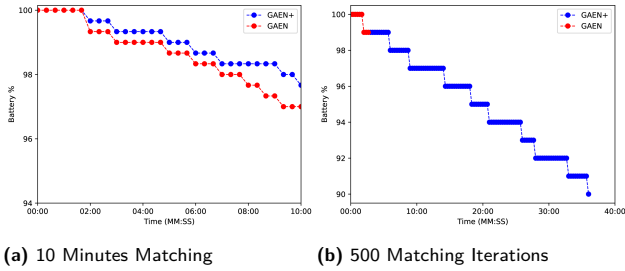 100
98
96
94
Battery %
00:00
02:00
04:00
06:00
08:00
10:00
Time (MM:SS)
GAEN+
GAEN
(a) 10 Minutes Matching
100
98
96
94
92
90
Battery %
00:00
10:00
20:00
30:00
40:00
Time (MM:SS)
GAEN+
GAEN
(b) 500 Matching Iterations